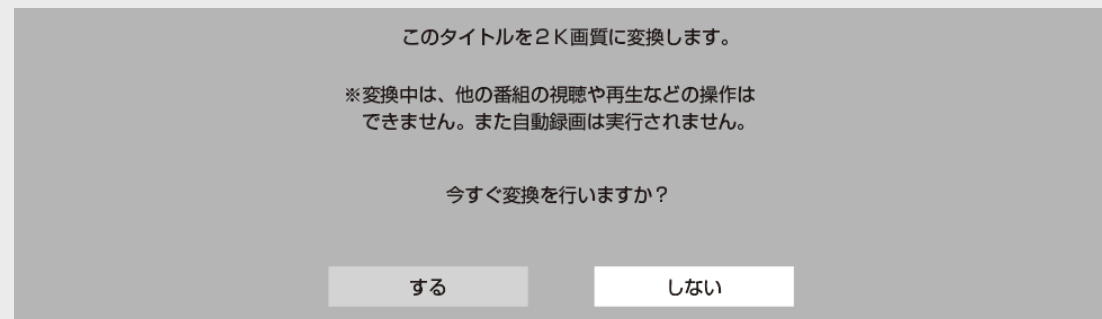 このタイトルを２Ｋ画質に変換します。
※変換中は、他の番組の視聴や再生などの操作は
できません。また自動録画は実行されません。
今すぐ変換を行いますか？
する
しない